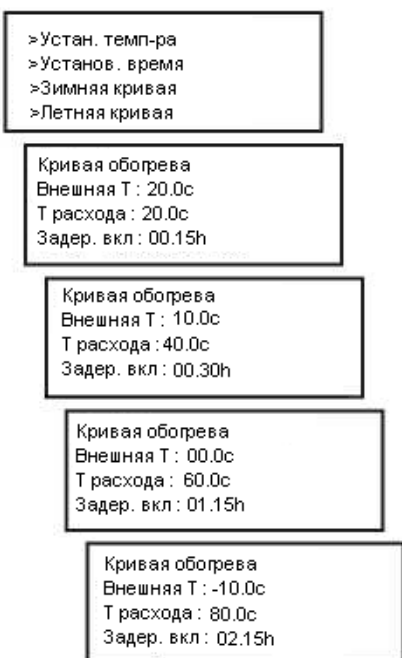 >Устан. темп-ра
>Установ. время
>Зимняя кривая
>Летняя кривая
Кривая обогрева
Внешняя Т : 20.0с
Т расхода : 20.0с
Задер. вкл : 00.15h
Кривая обогрева
Внешняя Т : 10.0с
Т расхода : 40.0с
Задер. вкл : 00.30h
Кривая обогрева
Внешняя Т : 00.0с
Т расхода : 60.0с
Задер. вкл : 01.15h
Кривая обогрева
Внешняя Т : -10.0с
Т расхода : 80.0с
Задер. вкл : 02.15h